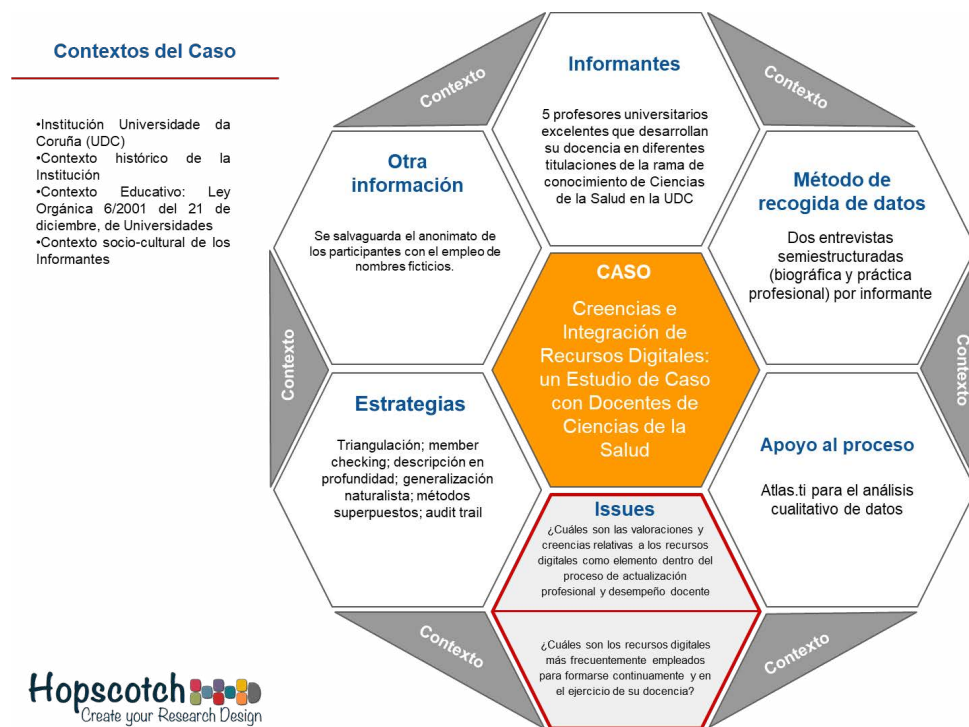 Contextos del Caso
•Institución Universidade da
Coruña (UDC)
•Contexto histórico de la
Institución
•Contexto Educativo: Ley
Orgánica 6/2001 del 21 de
diciembre, de Universidades
•Contexto socio-cultural de los
Informantes
Contexto
Contexto
Informantes
5 profesores universitarios
excelentes que desarrollan
su docencia en diferentes
titulaciones de la rama de
conocimiento de Ciencias
de la Salud en la UDC
Otra
información
Se salvaguarda el anonimato de
los participantes con el empleo de
nombres ficticios.
Método de
recogida de datos
Dos entrevistas
semiestructuradas
(biográfica y práctica
profesional) por informante
CASO
Creencias e
Integración de
Recursos Digitales:
un Estudio de Caso
con Docentes de
Ciencias de la
Salud
Contexto
Contexto
Estrategias
Triangulación; member
checking; descripción en
profundidad; generalización
naturalista; métodos
superpuestos; audit trail
Apoyo al proceso
Atlas.ti para el análisis
cualitativo de datos
Issues
¿Cuáles son las valoraciones y
creencias relativas a los recursos
digitales como elemento dentro del
proceso de actualización
profesional y desempeño docente
¿Cuáles son los recursos digitales
más frecuentemente empleados
para formarse continuamente y en
el ejercicio de su docencia?
Contexto
Contexto
Hopscotch
Create your Research Design